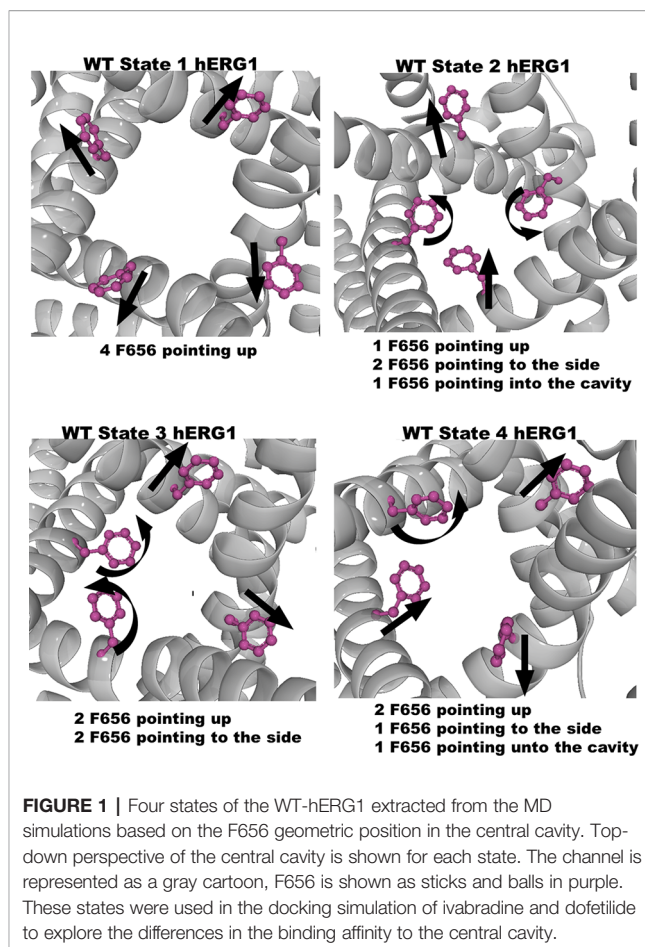 WT State 1 hERG1
WT State 2 hERG1
4 F656 pointing up
1 F656 pointing up
2 F656 pointing to the side
1 F656 pointing into the cavity
WT State 3 hERG1
WT State 4 hERG1
2 F656 pointing up
2 F656 pointing to the side
2 F656 pointing up
1 F656 pointing to the side
1 F656 pointing unto the cavity
FIGURE 1 | Four states of the WT-hERG1 extracted from the MD
simulations based on the F656 geometric position in the central cavity. Top-
down perspective of the central cavity is shown for each state. The channel is
represented as a gray cartoon, F656 is shown as sticks and balls in purple.
These states were used in the docking simulation of ivabradine and dofetilide
to explore the differences in the binding affinity to the central cavity.